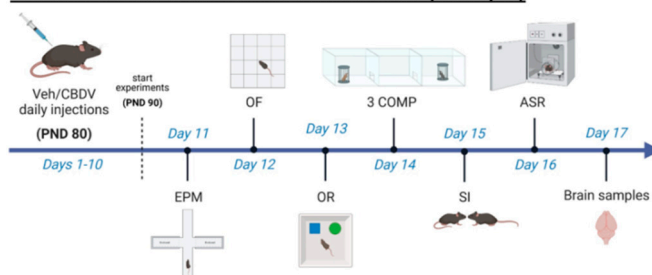 start
experiments
(PND 90)
Veh/CBDV
daily injections
(PND 80)
OF
3 COMP
ASR
Day 11
Day 13
Day 15
Day 17
Days 1-10
Day 12
Day 14
Day 16
EPM
OR
SI
Brain samples